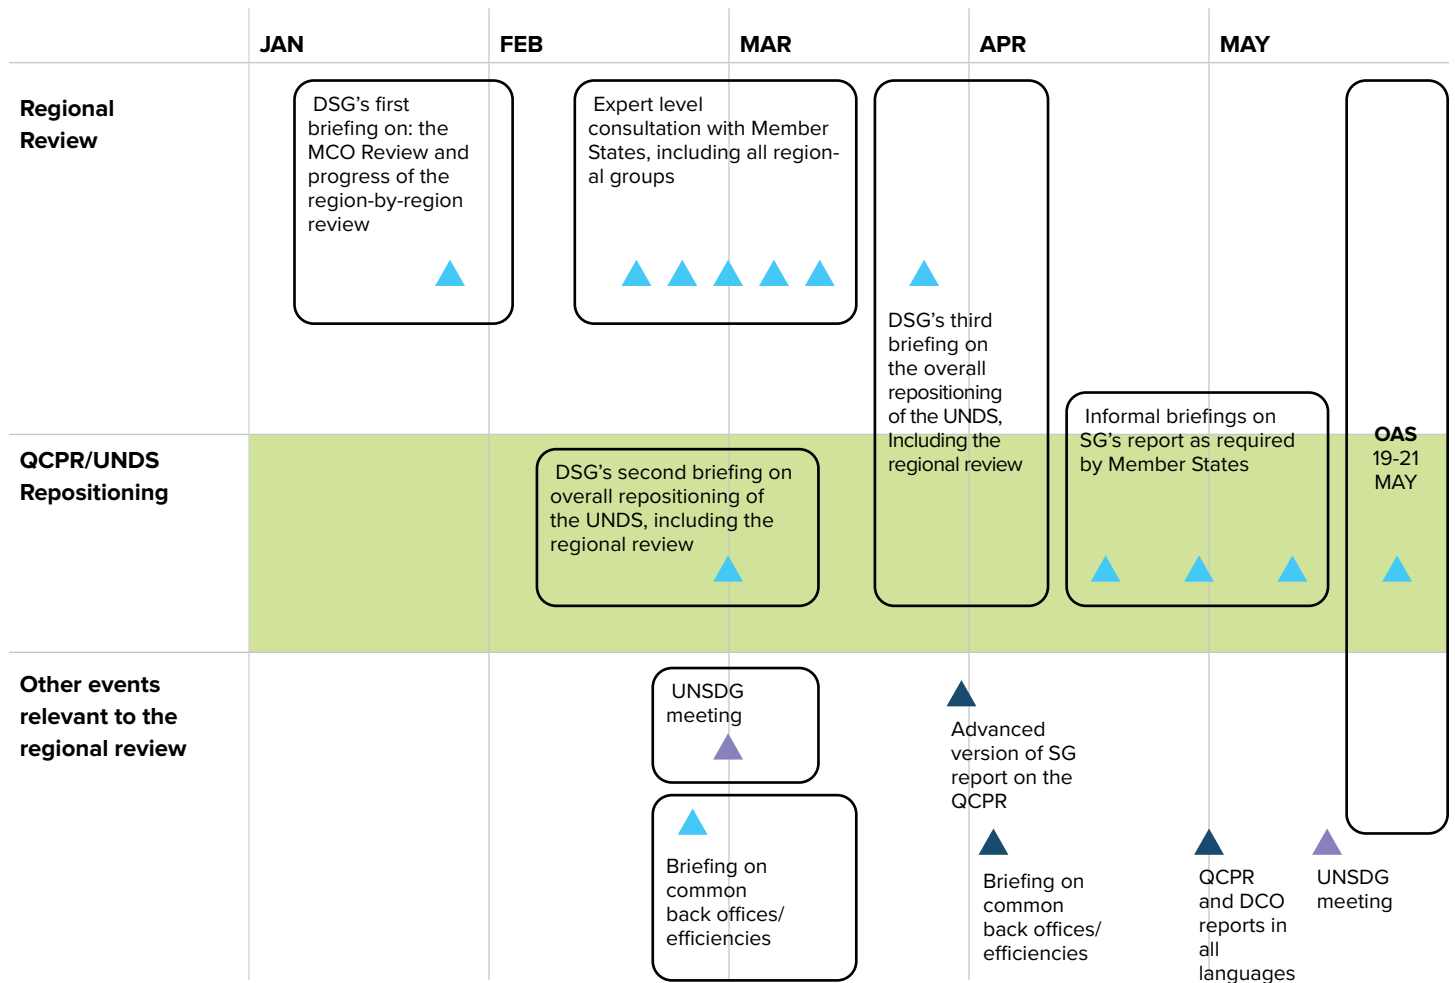 JAN
FEB
MAR
APR
MAY
Regional
Review
DSG's first
briefing on: the
MCO Review and
progress of the
region-by-region
review
Expert level
consultation with Member
States, including all region-
al groups
DSG's third
briefing on
the overall
repositioning
of the UNDS,
Including the
regional review
Informal briefings on
SG's report as required
by Member States
OAS
19-21
MAY
QCPR/UNDS
Repositioning
DSG's second briefing on
overall repositioning of
the UNDS, including the
regional review
Other events
relevant to the
regional review
UNSDG
meeting
Briefing on
common
back offices/
efficiencies
Advanced
version of SG
report on the
QCPR
Briefing on
common
back offices/
efficiencies
QCPR
and DCO
reports in
all
languages
UNSDG
meeting